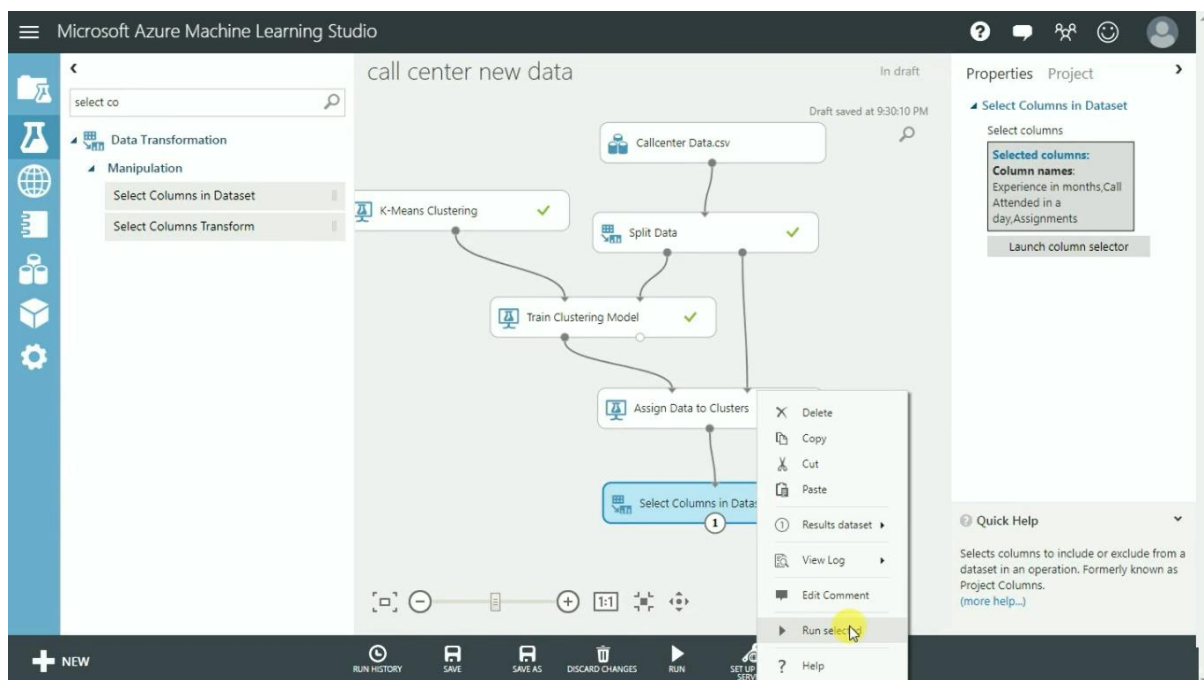 Microsoft Azure Machine Learning Studio
select co
Data Transformation
Manipulation
Select Columns in Dataset
Select Columns Transform
call center new data
In draft
Draft saved at 9:30:10 PM
Callcenter Data.csv
K-Means Clustering
Split Data
Train Clustering Model
Assign Data to Clusters
Select Columns in Datas
1
Delete
Copy
Cut
Paste
1 Results dataset
View Log
Edit Comment
Run selected
? Help
1:1
Properties Project
Select Columns in Dataset
Select columns
Selected columns:
Column names:
Experience in months,Call
Attended in a
day,Assignments
Launch column selector
Quick Help
Selects columns to include or exclude from a
dataset in an operation. Formerly known as
Project Columns.
(more help...)
NEW
RUN HISTORY
SAVE
SAVE AS
DISCARD CHANGES
RUN
SET UP
SERV